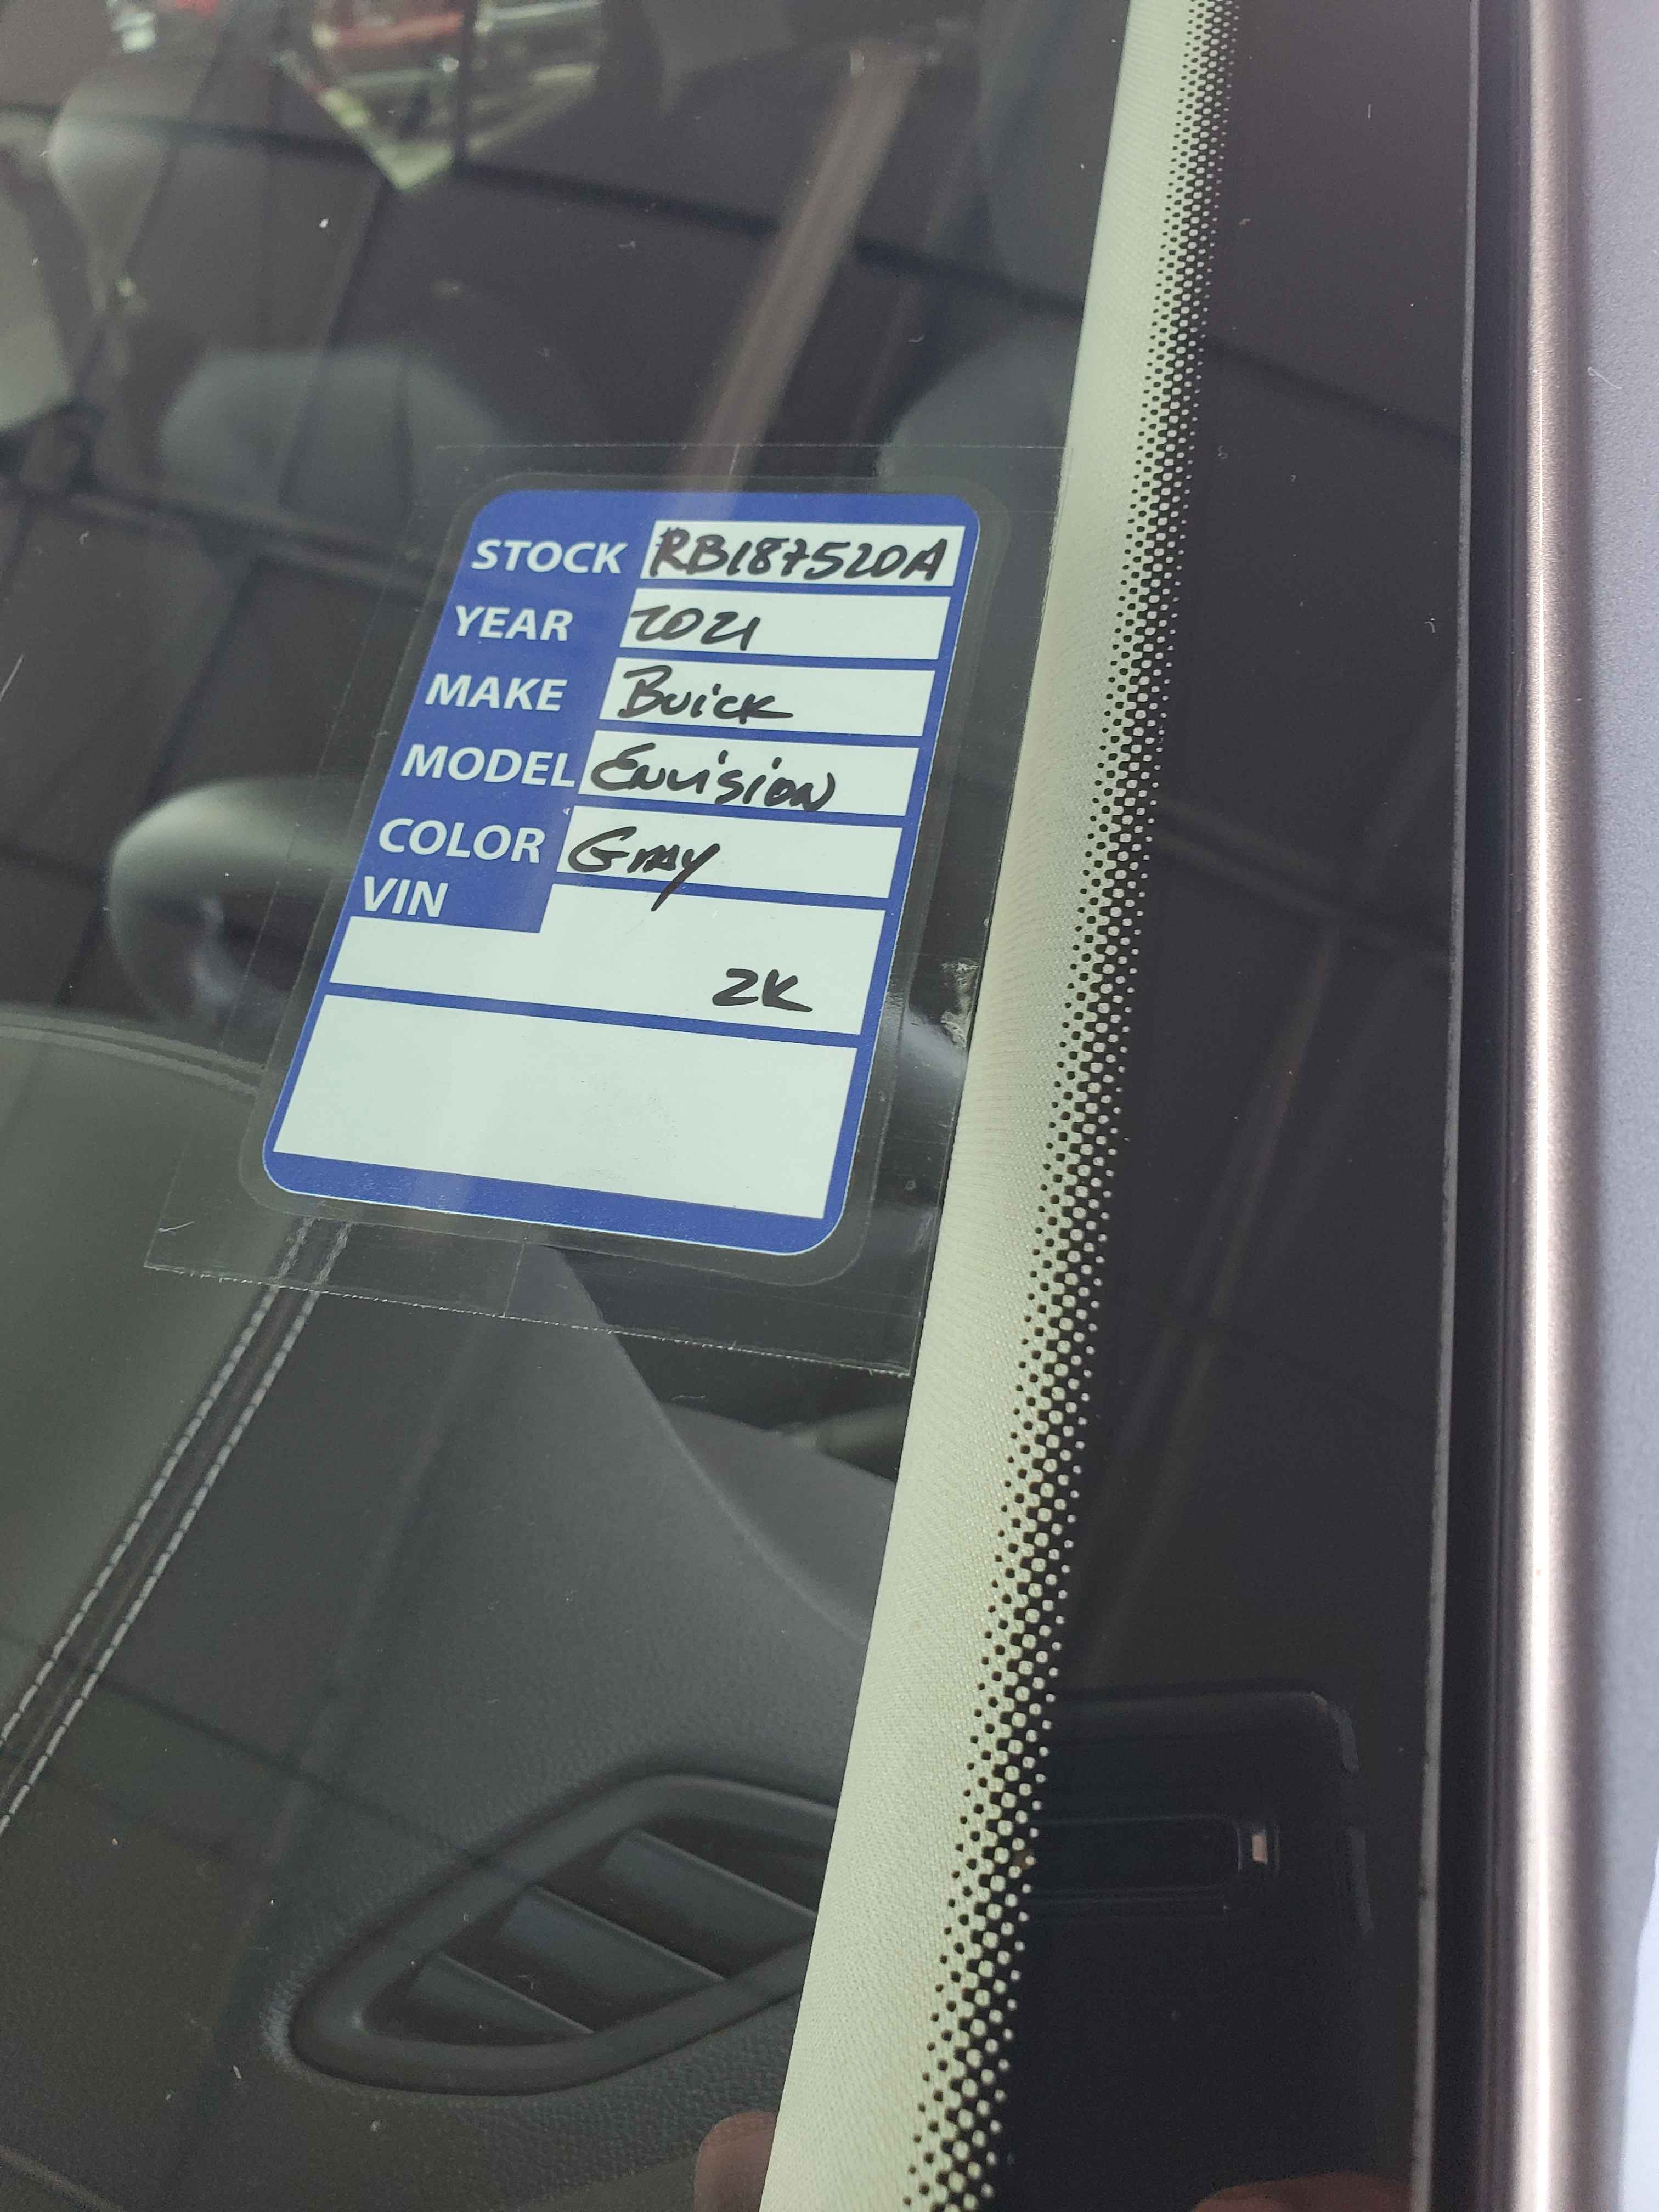 STOCK RB187520A
YEAR 2021
MAKE Buick
MODEL Envision
COLOR Gray
VIN
2K